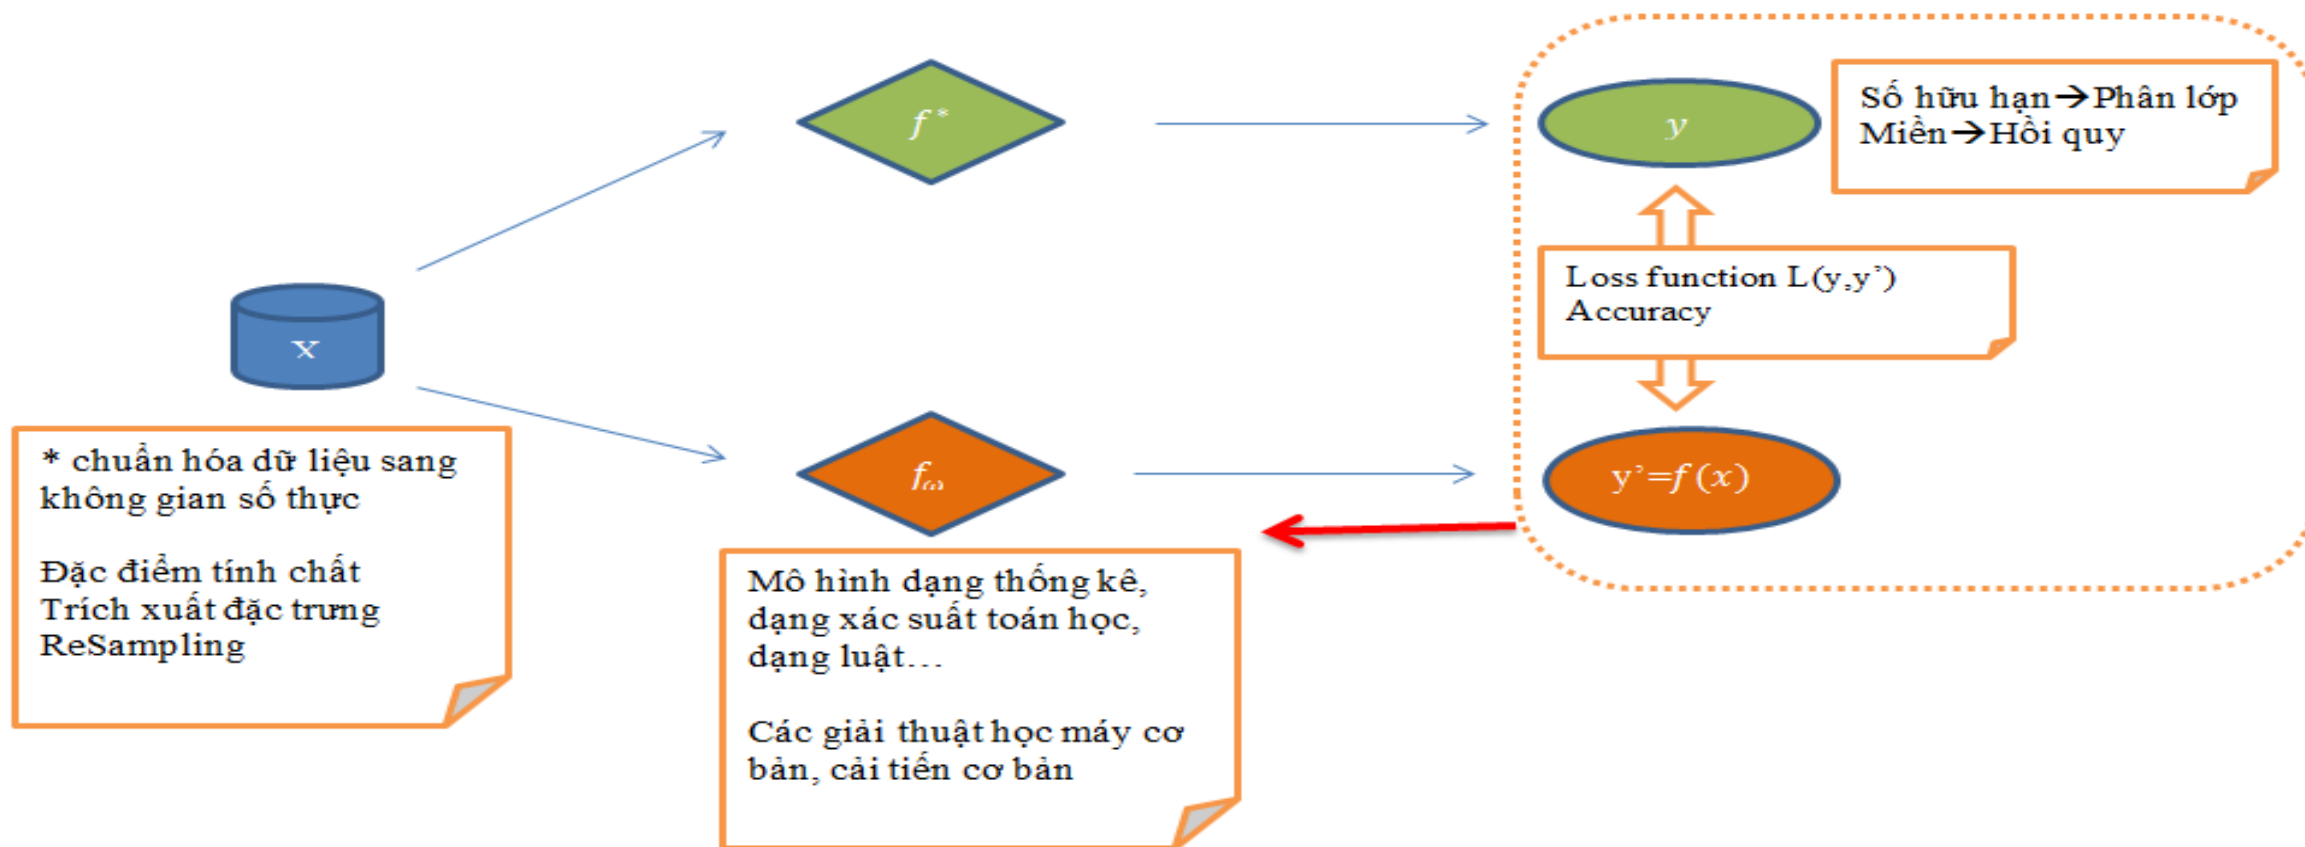 f*
y
Số hữu hạn→Phân lớp
Miền→Hồi quy
Loss function L(y,y’)
Accuracy
x
* chuẩn hóa dữ liệu sang
không gian số thực
Đặc điểm tính chất
Trích xuất đặc trưng
ReSampling
fω
y’=f(x)
Mô hình dạng thống kê,
dạng xác suất toán học,
dạng luật…
Các giải thuật học máy cơ
bản, cải tiến cơ bản